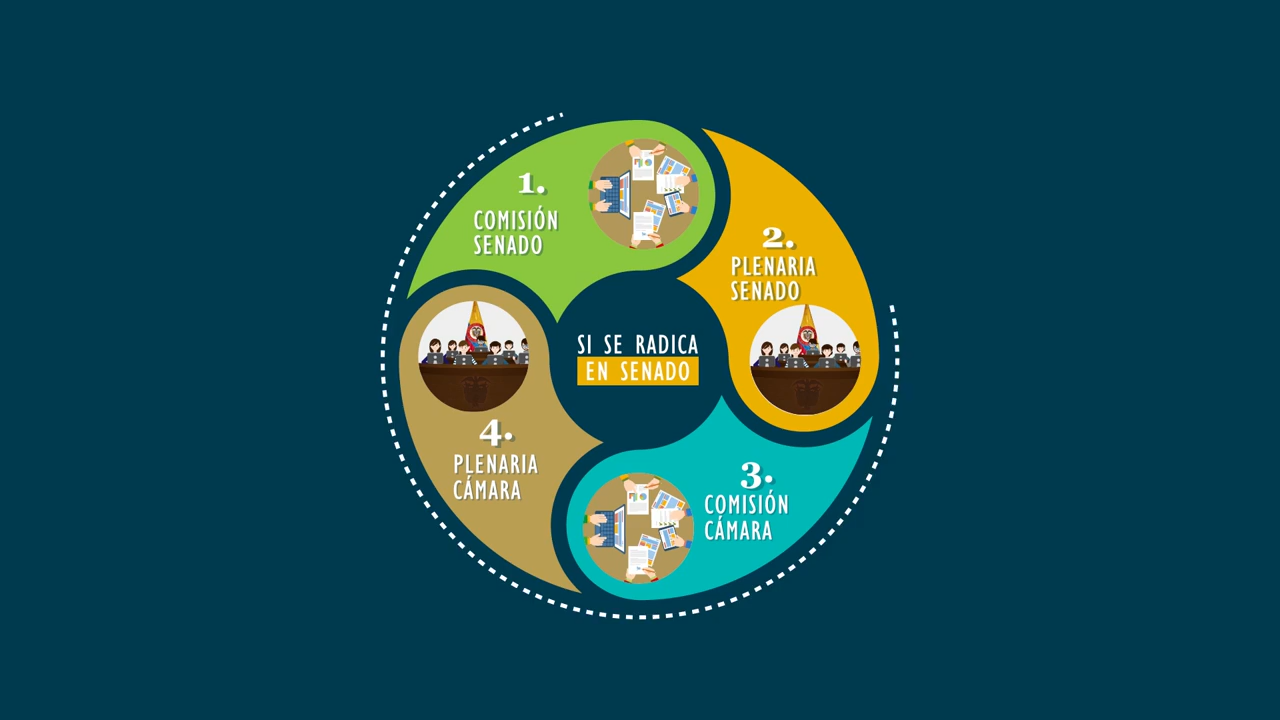 1.
COMISIÓN
SENADO
2.
PLENARIA
SENADO
SI SE RADICA
EN SENADO
3.
COMISIÓN
CÁMARA
4.
PLENARIA
CÁMARA